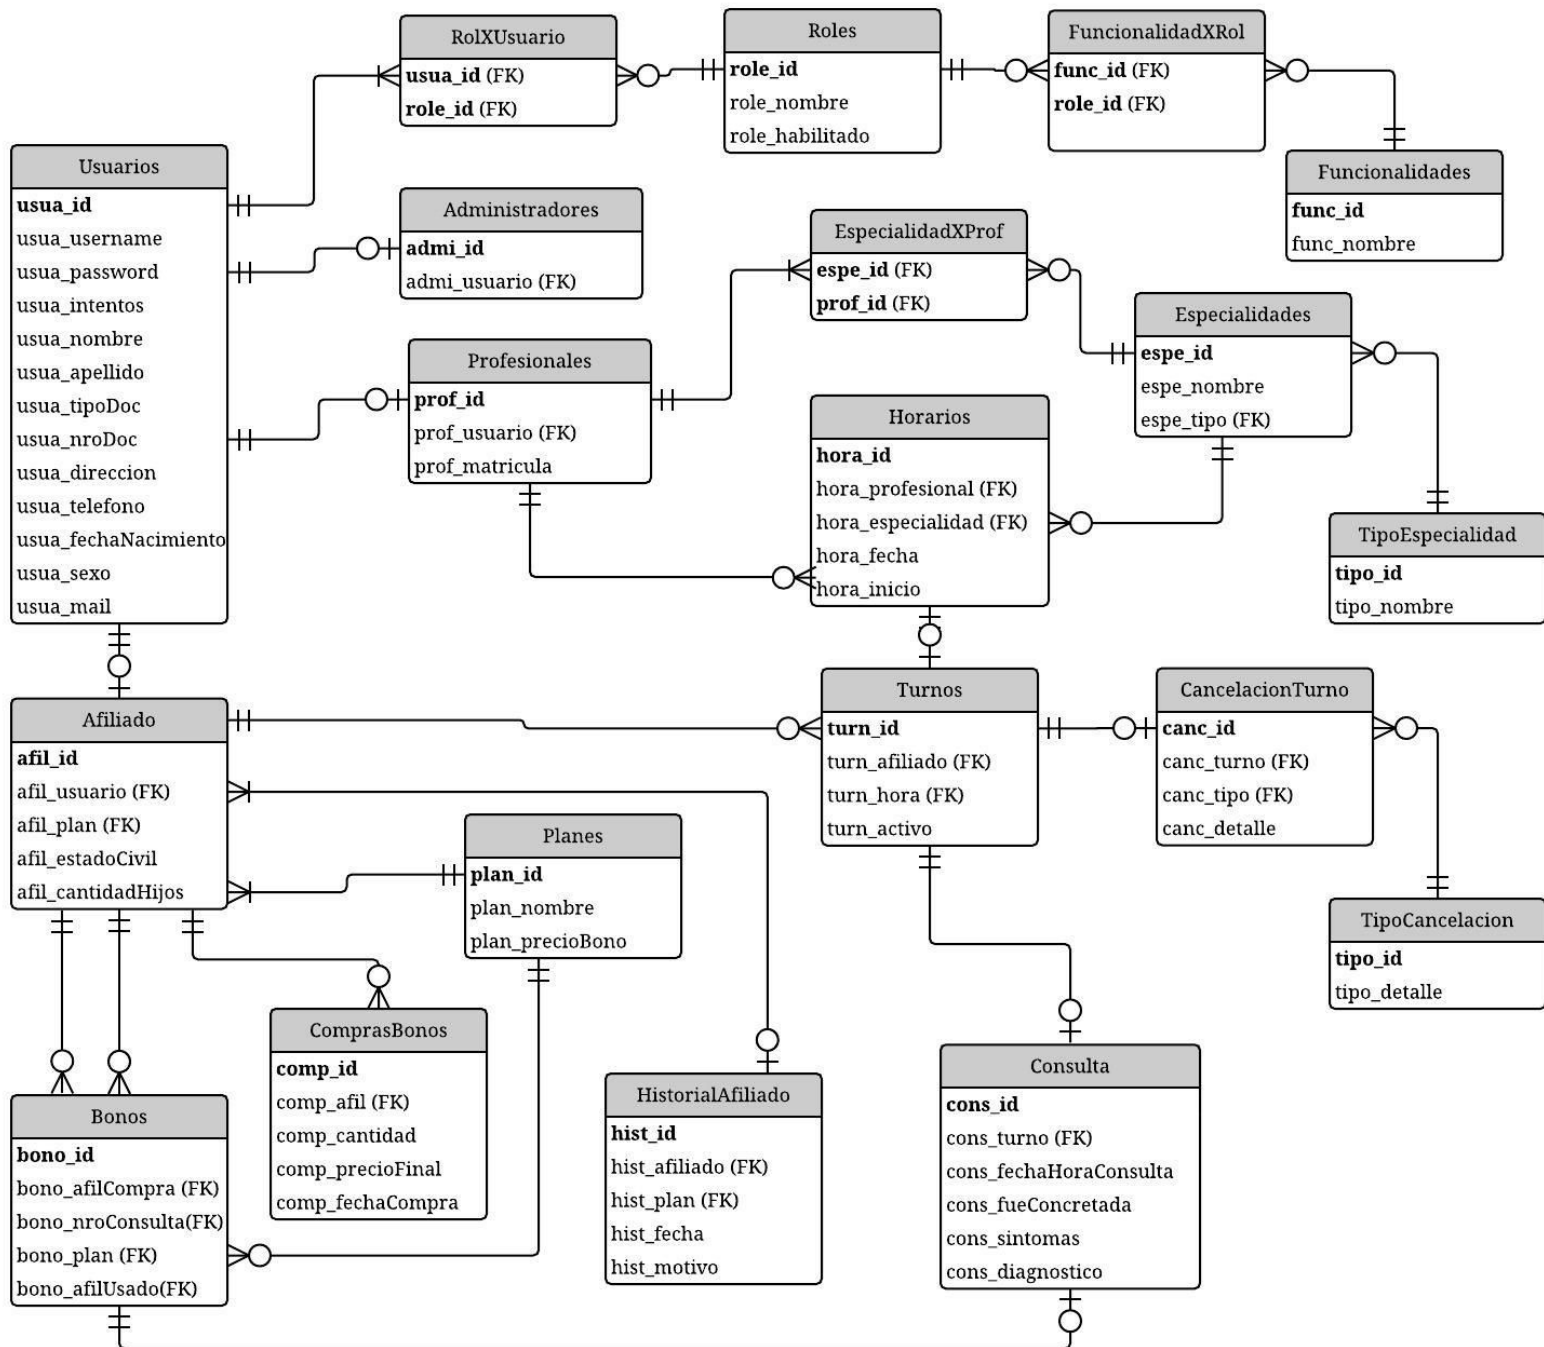 RolXUsuario
usua_id (FK)
role_id (FK)
Roles
role_id
role_nombre
role_habilitado
FuncionalidadXRol
func_id (FK)
role_id (FK)
Funcionalidades
func_id
func_nombre
Usuarios
usua_id
usua_username
usua_password
usua_intentos
usua_nombre
usua_apellido
usua_tipoDoc
usua_nroDoc
usua_direccion
usua_telefono
usua_fechaNacimiento
usua_sexo
usua_mail
Administradores
admi_id
admi_usuario (FK)
EspecialidadXProf
espe_id (FK)
prof_id (FK)
Especialidades
espe_id
espe_nombre
espe_tipo (FK)
Profesionales
prof_id
prof_usuario (FK)
prof_matricula
Horarios
hora_id
hora_profesional (FK)
hora_especialidad (FK)
hora_fecha
hora_inicio
TipoEspecialidad
tipo_id
tipo_nombre
Afiliado
afil_id
afil_usuario (FK)
afil_plan (FK)
afil_estadoCivil
afil_cantidadHijos
Turnos
turn_id
turn_afiliado (FK)
turn_hora (FK)
turn_activo
CancelacionTurno
canc_id
canc_turno (FK)
canc_tipo (FK)
canc_detalle
Planes
plan_id
plan_nombre
plan_precioBono
TipoCancelacion
tipo_id
tipo_detalle
ComprasBonos
comp_id
comp_afil (FK)
comp_cantidad
comp_precioFinal
comp_fechaCompra
HistorialAfiliado
hist_id
hist_afiliado (FK)
hist_plan (FK)
hist_fecha
hist_motivo
Consulta
cons_id
cons_turno (FK)
cons_fechaHoraConsulta
cons_fueConcretada
cons_sintomas
cons_diagnostico
Bonos
bono_id
bono_afilCompra (FK)
bono_nroConsulta(FK)
bono_plan (FK)
bono_afilUsado(FK)